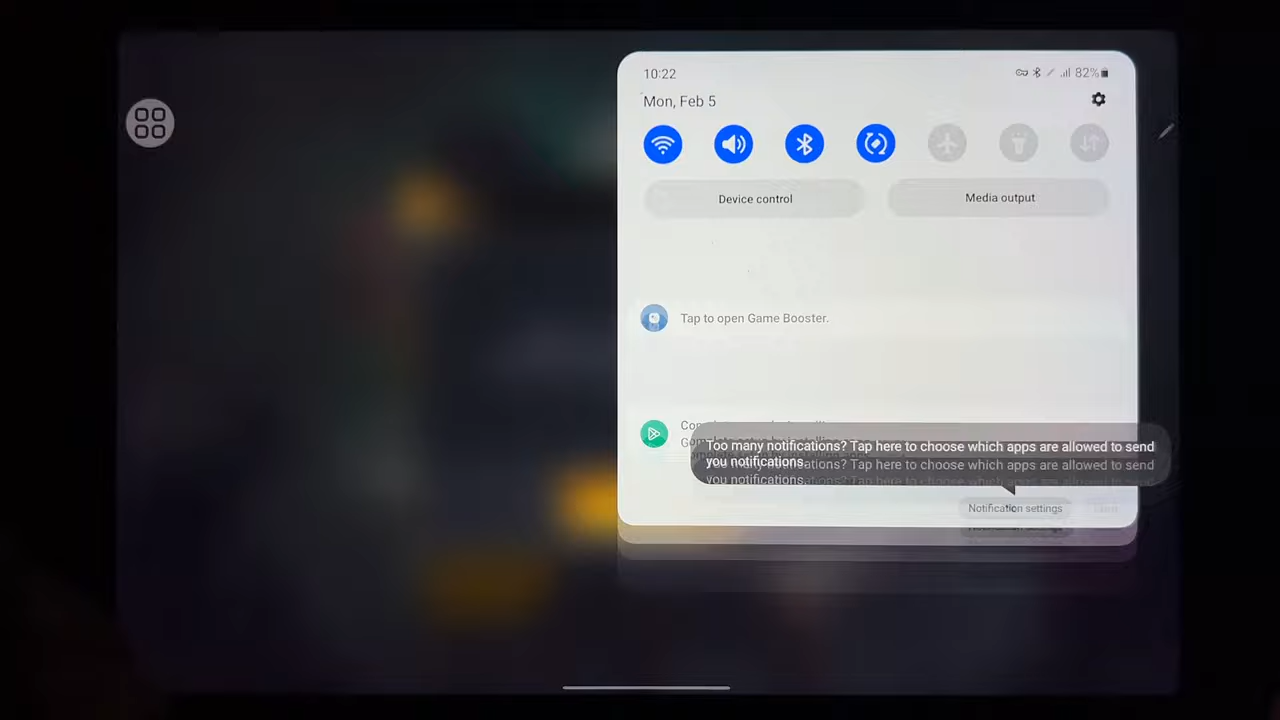 10:22
82%
Mon, Feb 5
Device control
Media output
Tap to open Game Booster.
Too many notifications? Tap here to choose which apps are allowed to send
you notifications.
Notification settings